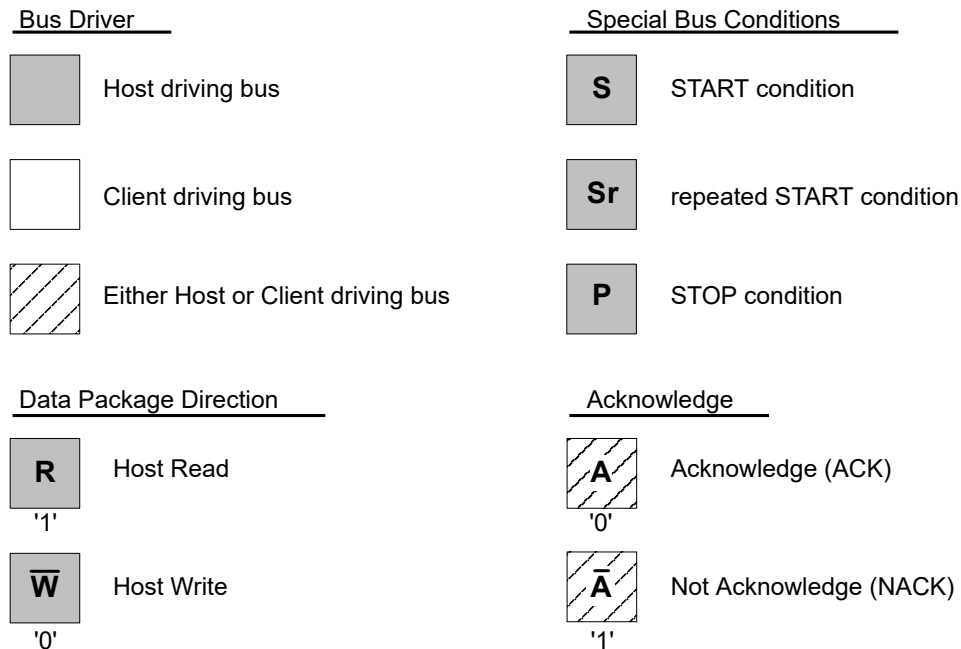 Bus Driver
Host driving bus
Client driving bus
Either Host or Client driving bus
Special Bus Conditions
S START condition
Sr repeated START condition
P STOP condition
Data Package Direction
R Host Read
'1'
W̅ Host Write
'0'
Acknowledge
A Acknowledge (ACK)
'0'
A̅ Not Acknowledge (NACK)
'1'